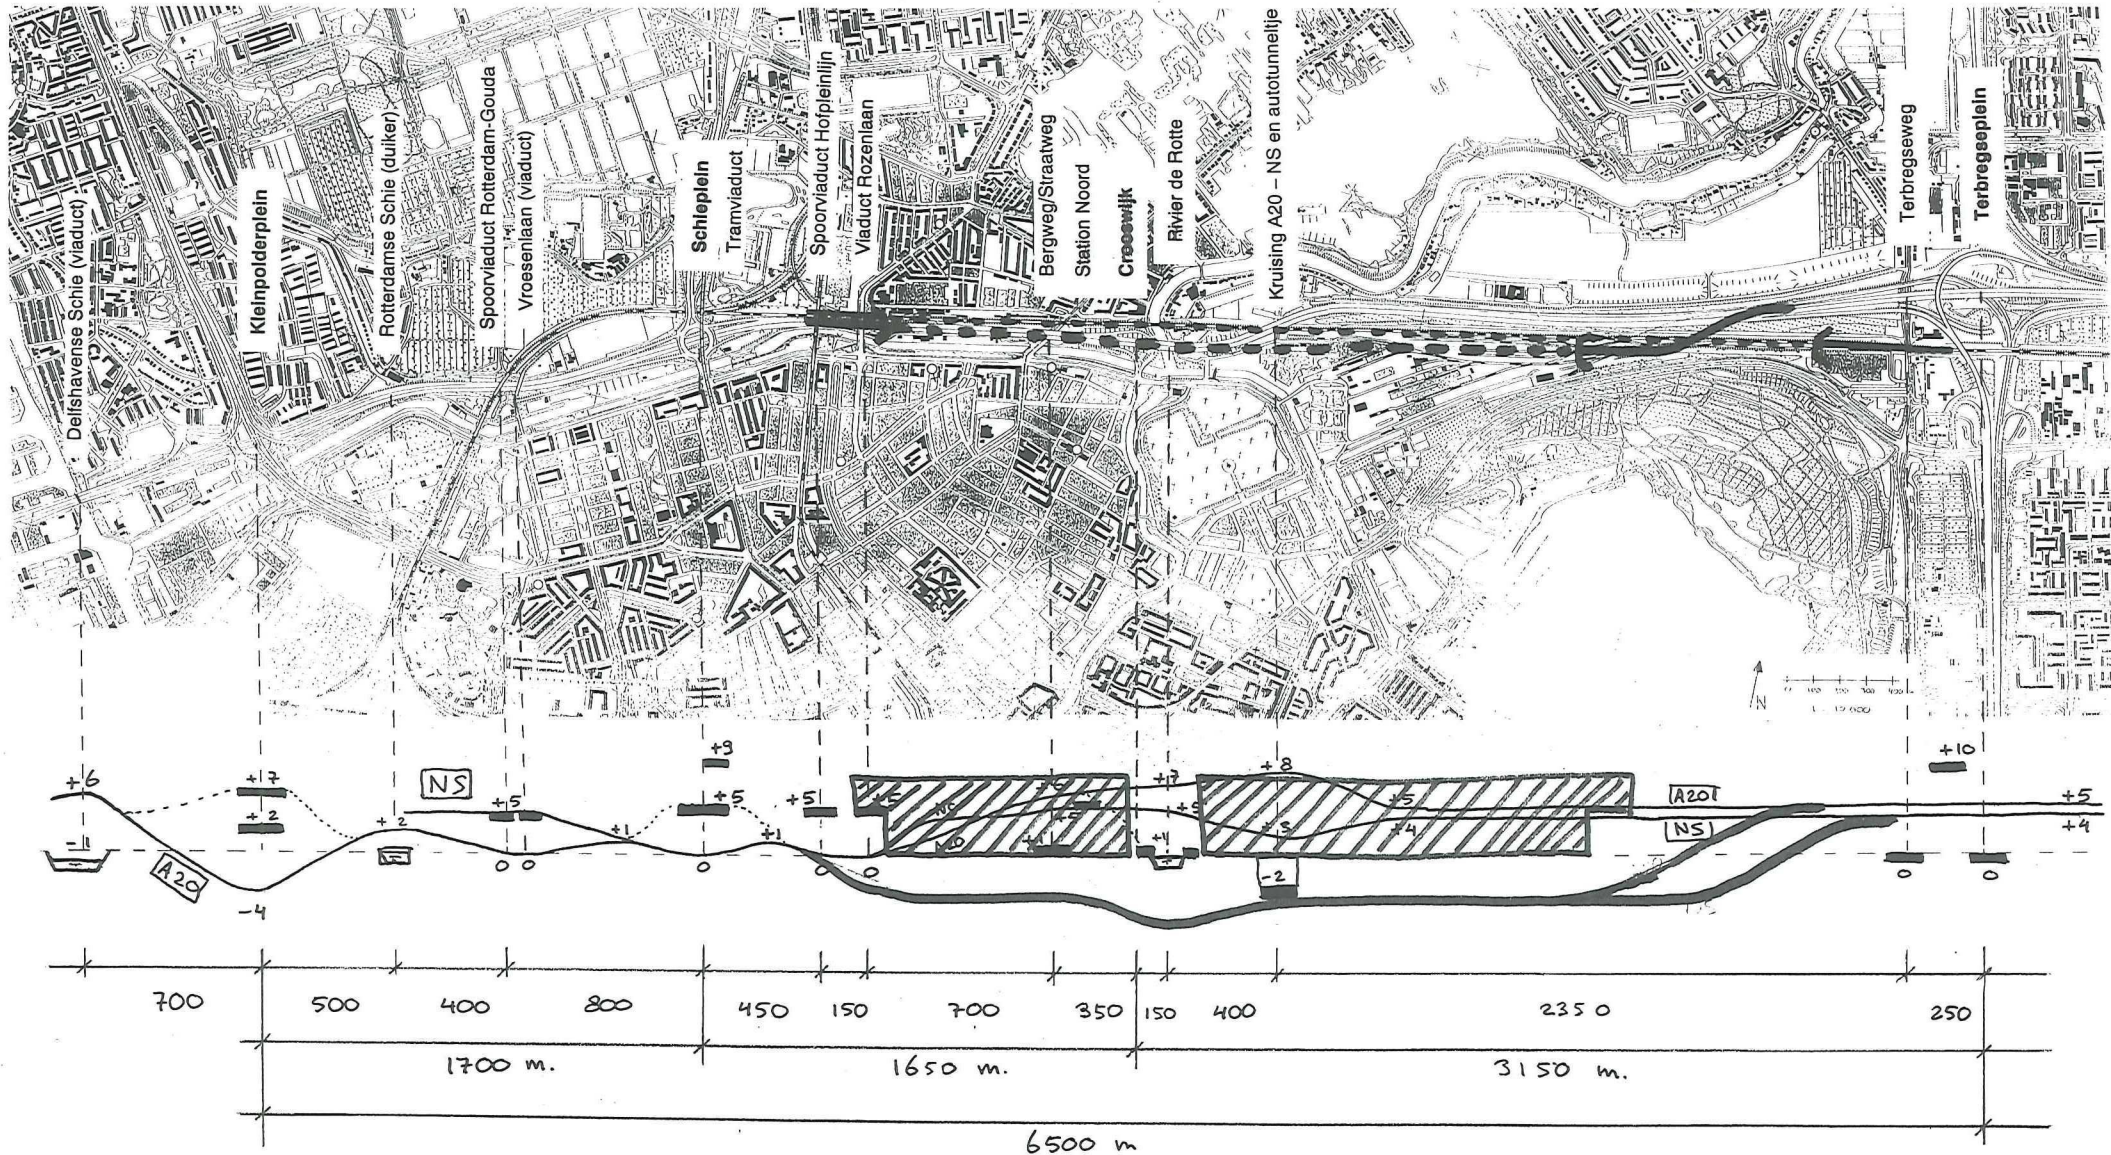 Delfshavense Schie (viaduct)
Kleinpolderplein
Rotterdamse Schie (duiker)
Spoorviaduct Rotterdam-Gouda
Vroesenlaan (viaduct)
Schieplein
Tramviaduct
Spoorviaduct Hofpleinlijn
Viaduct Rozenlaan
Bergweg/Straatweg
Station Noord
Crooswijk
Rivier de Rotte
Kruising A20 – NS en autotunneltje
Terbregseweg
Terbregseplein
N
+6
+7
NS
+5
+9
+5
+5
+6
+7
+8
+5
A20
+10
+5
-1
+2
+2
+1
+1
+5
+3
+4
NS
+4
A20
-4
0 0
0
0
0
-2
0
0
700
500
400
800
450
150
700
350
150
400
2350
250
1700 m.
1650 m.
3150 m.
6500 m